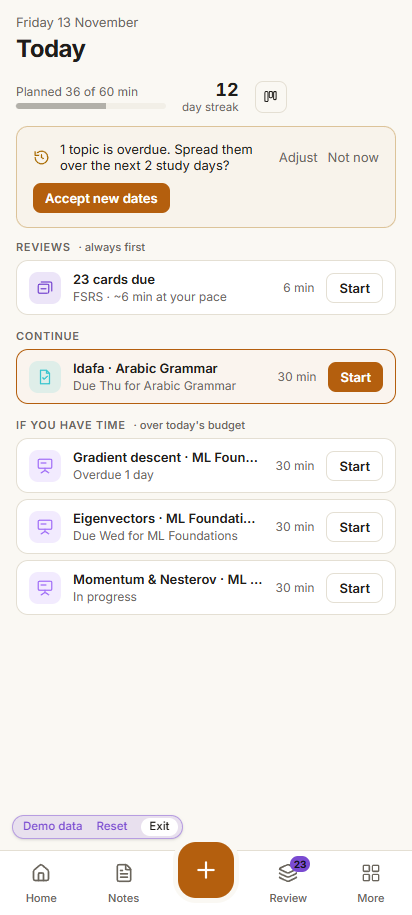 Friday 13 November
Today
Planned 36 of 60 min
12
day streak
1 topic is overdue. Spread them
over the next 2 study days?
Adjust Not now
Accept new dates
REVIEWS · always first
23 cards due
FSRS · ~6 min at your pace
6 min
Start
CONTINUE
Idafa · Arabic Grammar
Due Thu for Arabic Grammar
30 min
Start
IF YOU HAVE TIME · over today's budget
Gradient descent · ML Foun...
Overdue 1 day
30 min
Start
Eigenvectors · ML Foundati...
Due Wed for ML Foundations
30 min
Start
Momentum & Nesterov · ML ...
In progress
30 min
Start
Demo data Reset Exit
23
Home Notes Review More